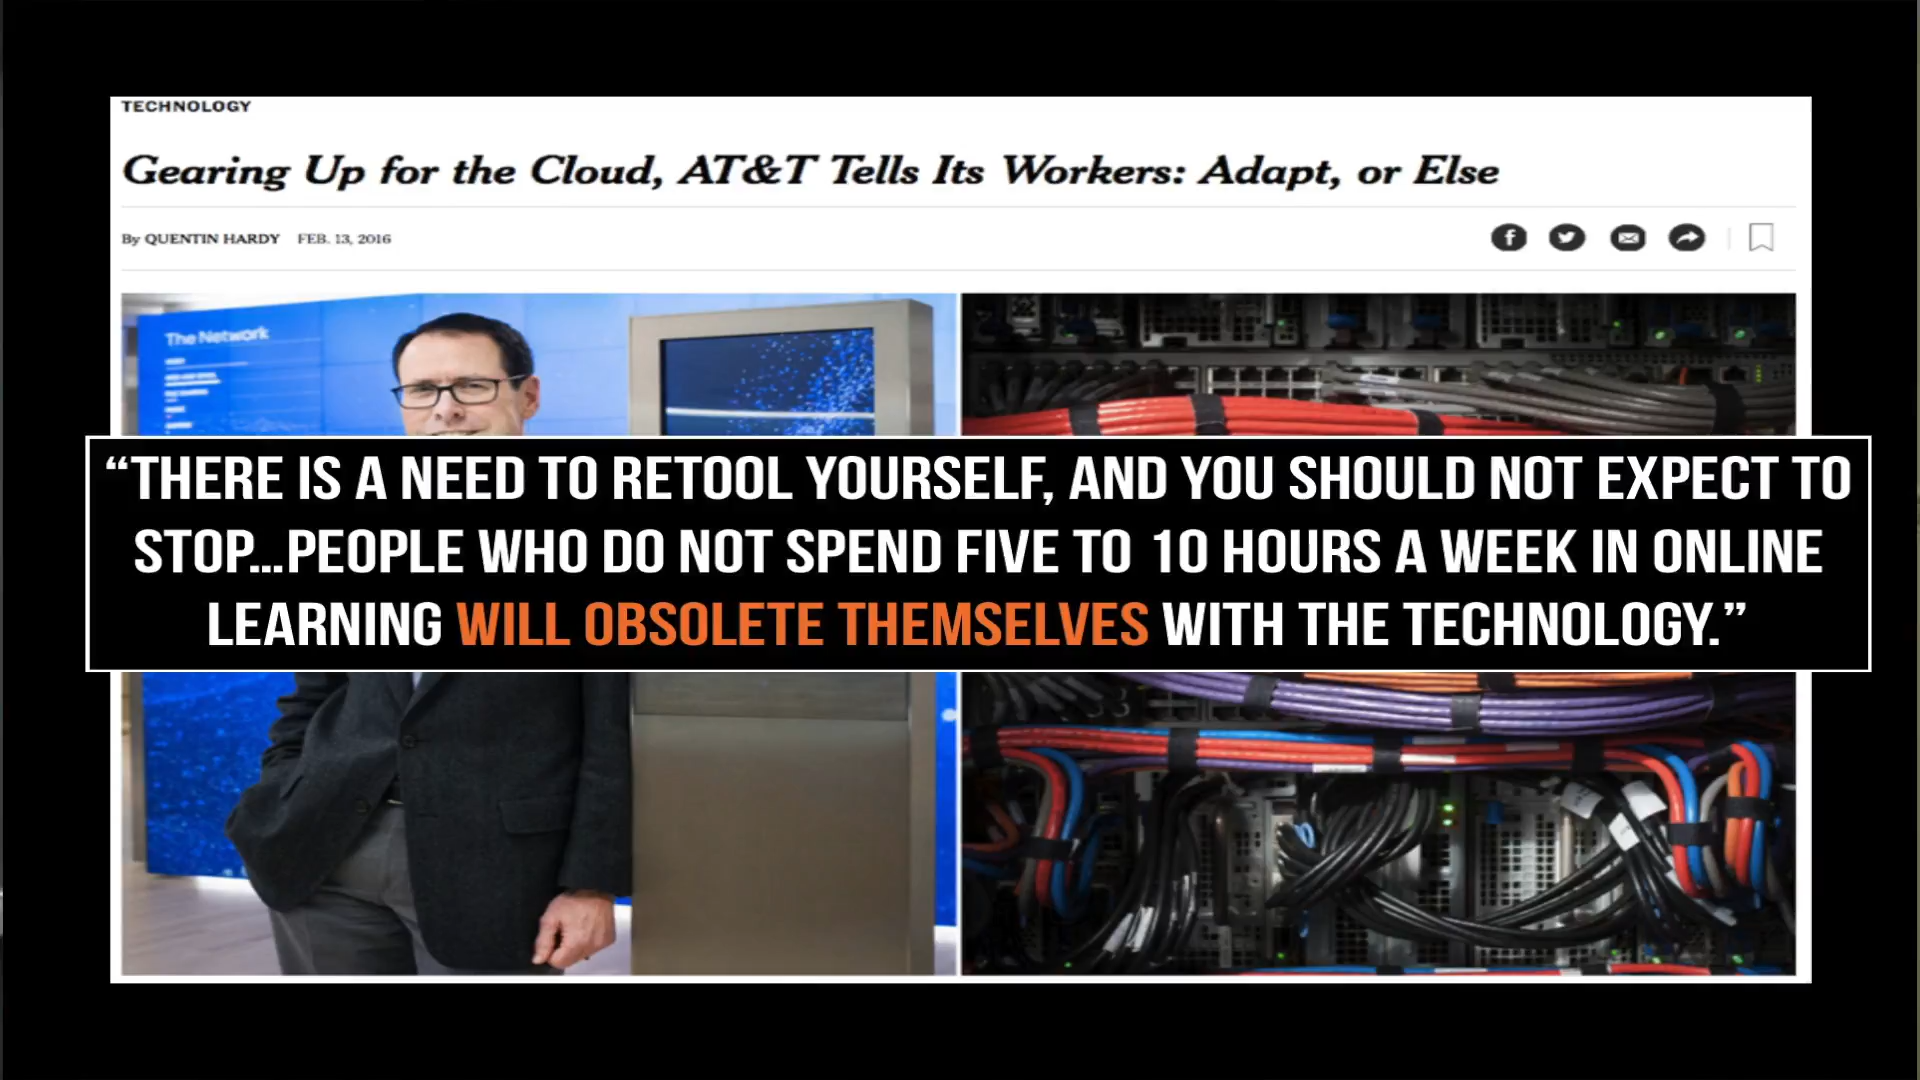 TECHNOLOGY
Gearing Up for the Cloud, AT&T Tells Its Workers: Adapt, or Else
By QUENTIN HARDY FEB. 13, 2016
The Network
“THERE IS A NEED TO RETOOL YOURSELF, AND YOU SHOULD NOT EXPECT TO
STOP...PEOPLE WHO DO NOT SPEND FIVE TO 10 HOURS A WEEK IN ONLINE
LEARNING WILL OBSOLETE THEMSELVES WITH THE TECHNOLOGY.”